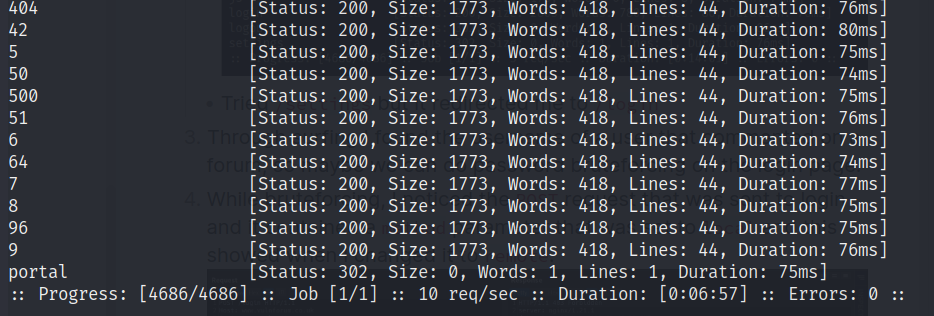 404 [Status: 200, Size: 1773, Words: 418, Lines: 44, Duration: 76ms]
42 [Status: 200, Size: 1773, Words: 418, Lines: 44, Duration: 80ms]
5 [Status: 200, Size: 1773, Words: 418, Lines: 44, Duration: 75ms]
50 [Status: 200, Size: 1773, Words: 418, Lines: 44, Duration: 74ms]
500 [Status: 200, Size: 1773, Words: 418, Lines: 44, Duration: 75ms]
51 [Status: 200, Size: 1773, Words: 418, Lines: 44, Duration: 76ms]
6 [Status: 200, Size: 1773, Words: 418, Lines: 44, Duration: 73ms]
64 [Status: 200, Size: 1773, Words: 418, Lines: 44, Duration: 74ms]
7 [Status: 200, Size: 1773, Words: 418, Lines: 44, Duration: 77ms]
8 [Status: 200, Size: 1773, Words: 418, Lines: 44, Duration: 75ms]
96 [Status: 200, Size: 1773, Words: 418, Lines: 44, Duration: 75ms]
9 [Status: 200, Size: 1773, Words: 418, Lines: 44, Duration: 76ms]
portal [Status: 302, Size: 0, Words: 1, Lines: 1, Duration: 75ms]
:: Progress: [4686/4686] :: Job [1/1] :: 10 req/sec :: Duration: [0:06:57] :: Errors: 0 ::